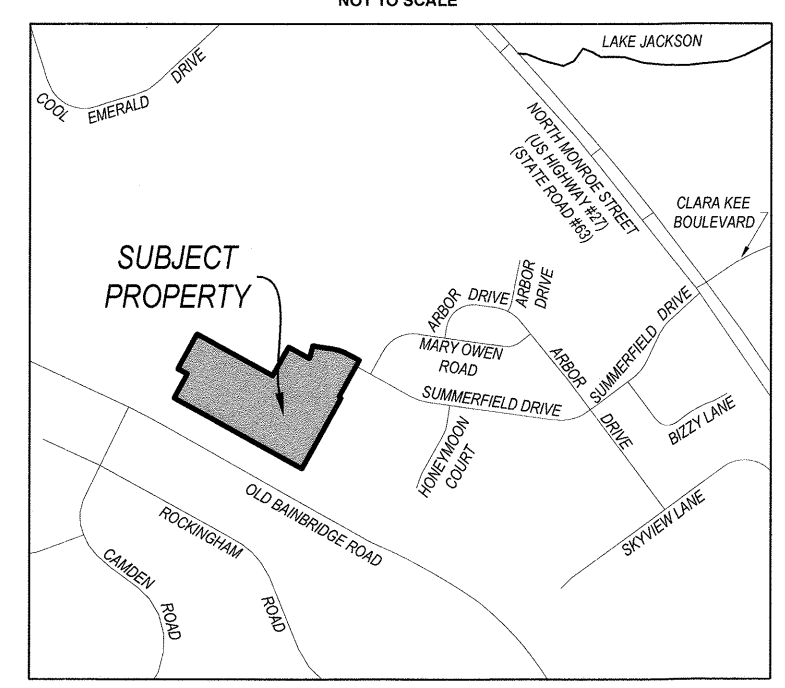 NOT TO SCALE
LAKE JACKSON
COOL EMERALD DRIVE
NORTH MONROE STREET
(US HIGHWAY #27)
(STATE ROAD #63)
CLARA KEE
BOULEVARD
SUBJECT
PROPERTY
ARBOR DRIVE
ARBOR
DRIVE
MARY OWEN
ROAD
ARBOR DRIVE
SUMMERFIELD DRIVE
SUMMERFIELD DRIVE
BIZZY LANE
HONEYMOON
COURT
SKYVIEW LANE
OLD BAINBRIDGE ROAD
ROCKINGHAM ROAD
CAMDEN ROAD